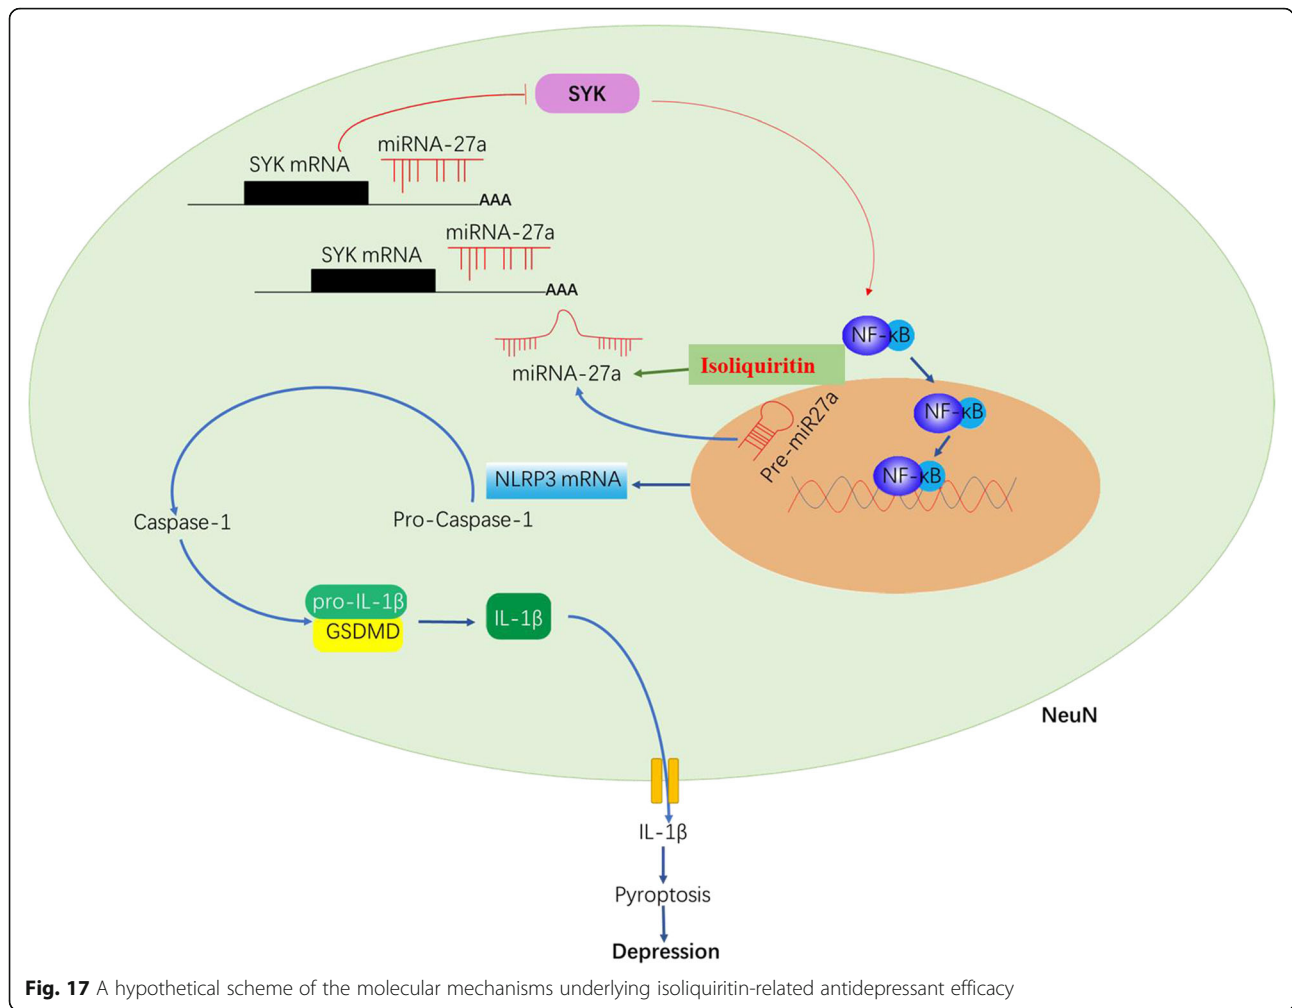 SYK
miRNA-27a
SYK mRNA
AAA
miRNA-27a
SYK mRNA
AAA
NF-κB
miRNA-27a
Isoliquiritin
NF-κB
Pre-miR27a
NF-κB
NLRP3 mRNA
Caspase-1
Pro-Caspase-1
pro-IL-1β
GSDMD
IL-1β
NeuN
IL-1β
Pyroptosis
Depression
Fig. 17 A hypothetical scheme of the molecular mechanisms underlying isoliquiritin-related antidepressant efficacy